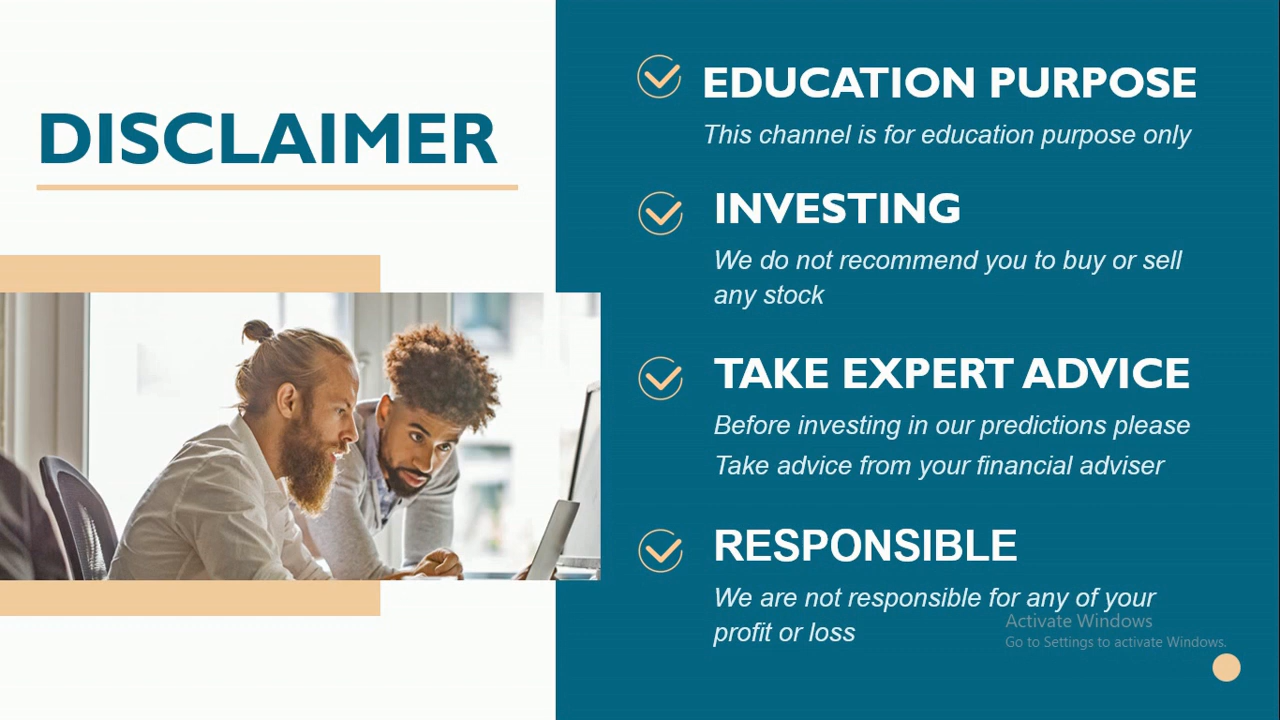 DISCLAIMER
EDUCATION PURPOSE
This channel is for education purpose only
INVESTING
We do not recommend you to buy or sell
any stock
TAKE EXPERT ADVICE
Before investing in our predictions please
Take advice from your financial adviser
RESPONSIBLE
We are not responsible for any of your
profit or loss
Activate Windows
Go to Settings to activate Windows.